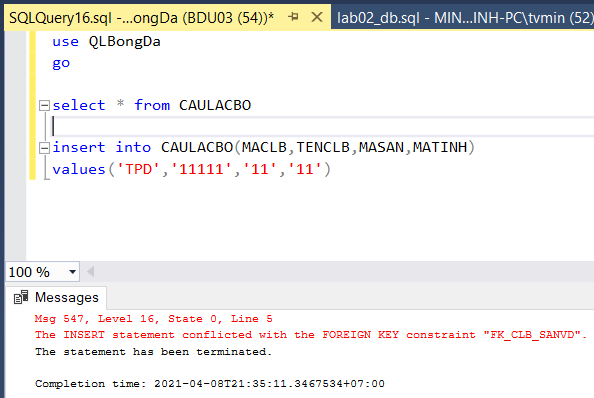 SQLQuery16.sql -...ongDa (BDU03 (54))*
lab02_db.sql - MIN...INH-PC\tvmin (52)
use QLBongDa
go
select * from CAULACBO
insert into CAULACBO(MACLB,TENCLB,MASAN,MATINH)
values('TPD','11111','11','11')
100 %
Messages
Msg 547, Level 16, State 0, Line 5
The INSERT statement conflicted with the FOREIGN KEY constraint "FK_CLB_SANVD".
The statement has been terminated.
Completion time: 2021-04-08T21:35:11.3467534+07:00